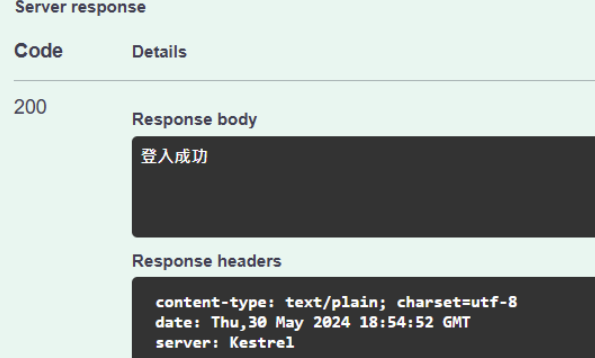 Server response
Code Details
200
Response body
登入成功
Response headers
content-type: text/plain; charset=utf-8
date: Thu,30 May 2024 18:54:52 GMT
server: Kestrel